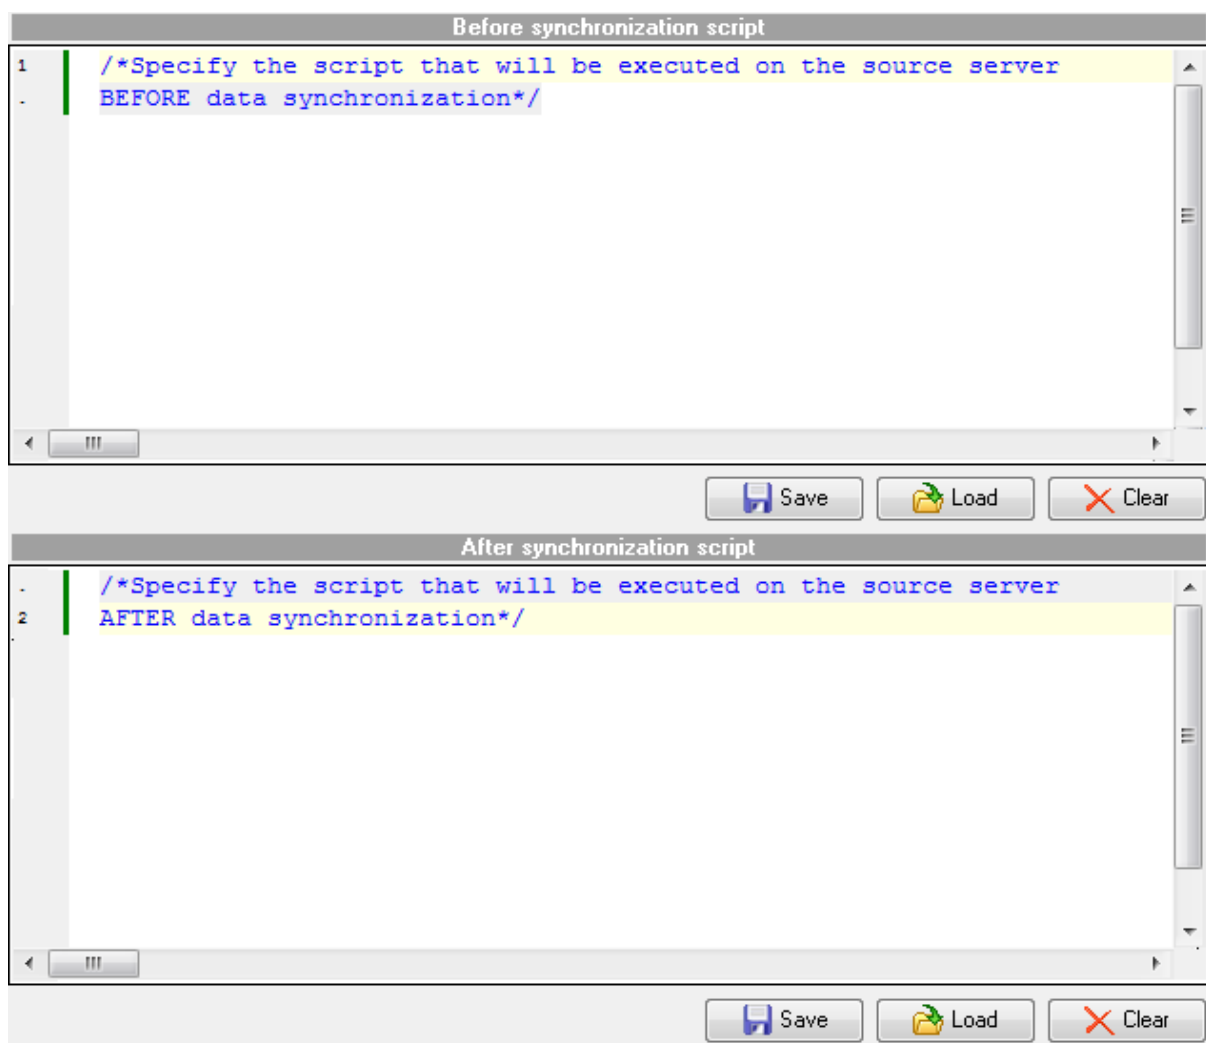 Before synchronization script
1 /*Specify the script that will be executed on the source server
. BEFORE data synchronization*/
Save Load Clear
After synchronization script
. /*Specify the script that will be executed on the source server
2 AFTER data synchronization*/
Save Load Clear